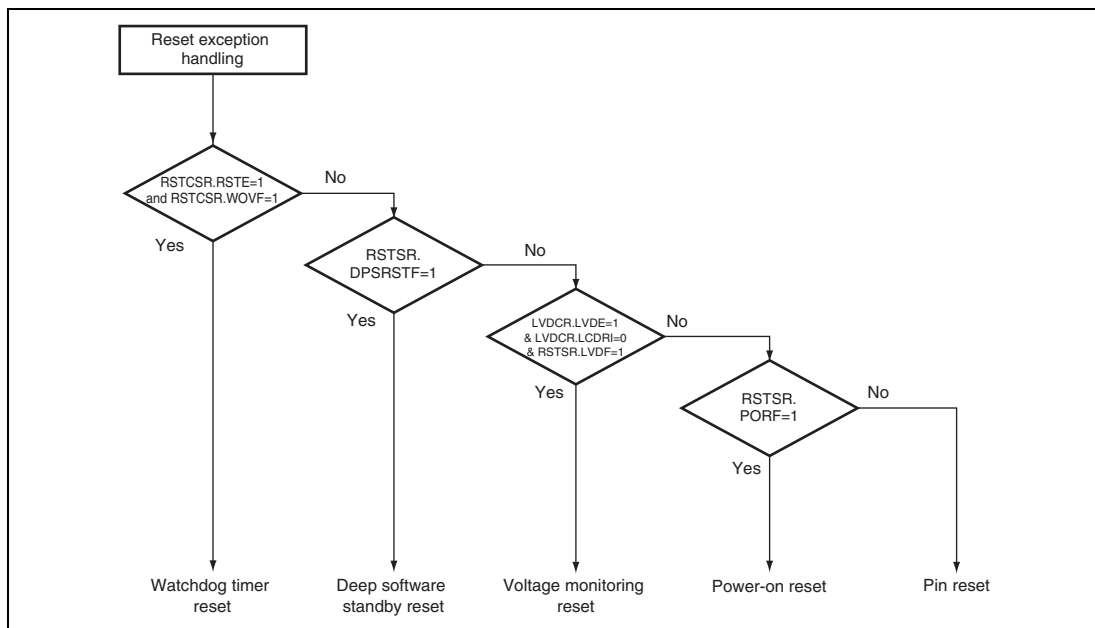 Reset exception
handling
RSTCSR.RSTE=1
and RSTCSR.WOVF=1
No
Yes
RSTSR.
DPSRSTF=1
No
Yes
LVDCR.LVDE=1
& LVDCR.LCDRI=0
& RSTSR.LVDF=1
No
Yes
RSTSR.
PORF=1
No
Yes
Watchdog timer
reset
Deep software
standby reset
Voltage monitoring
reset
Power-on reset
Pin reset